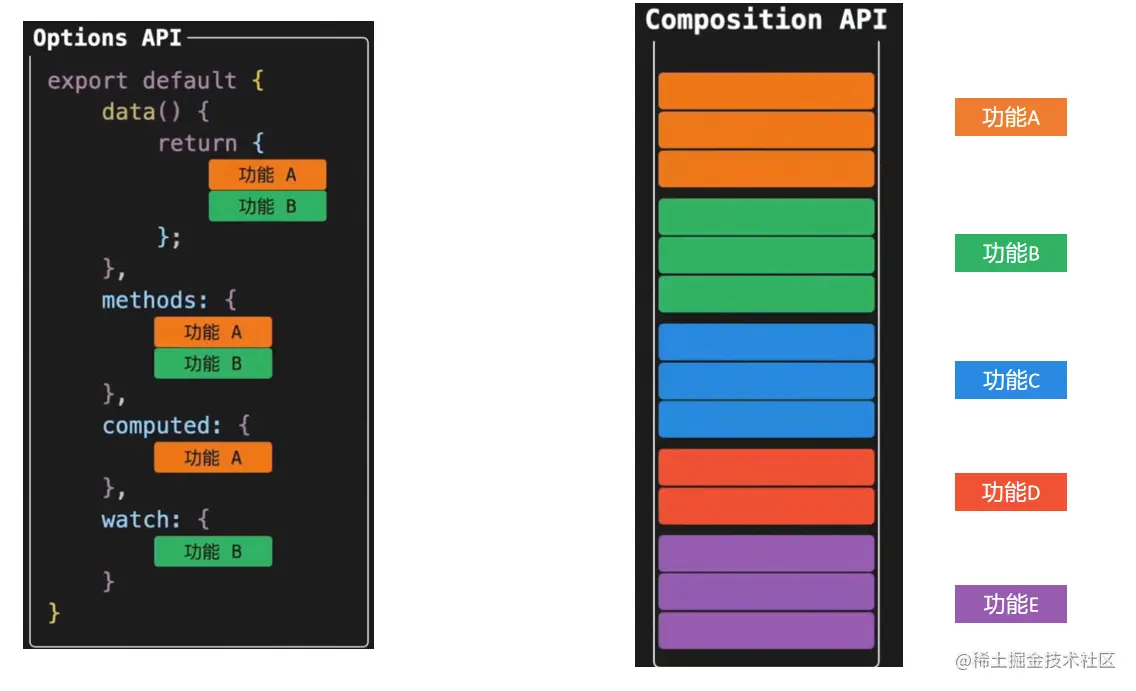 Options API
export default {
data() {
return {
功能 A
功能 B
};
},
methods: {
功能 A
功能 B
},
computed: {
功能 A
},
watch: {
功能 B
}
}
Composition API
功能A
功能B
功能C
功能D
功能E
@稀土掘金技术社区